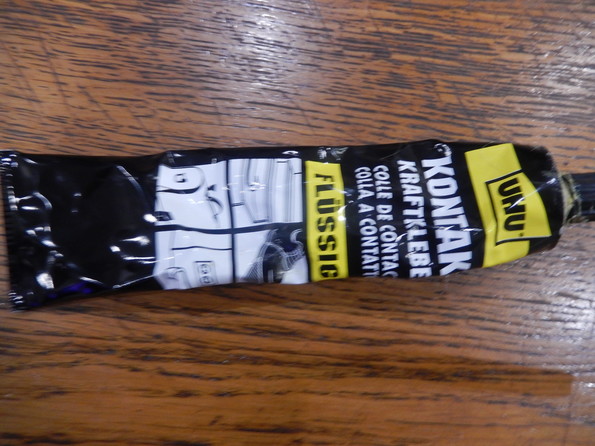 UHU®
KONTAK
KRAFTKLEBE
COLLE DE CONTAC
COLLA A CONTATT
FLÜSSIG